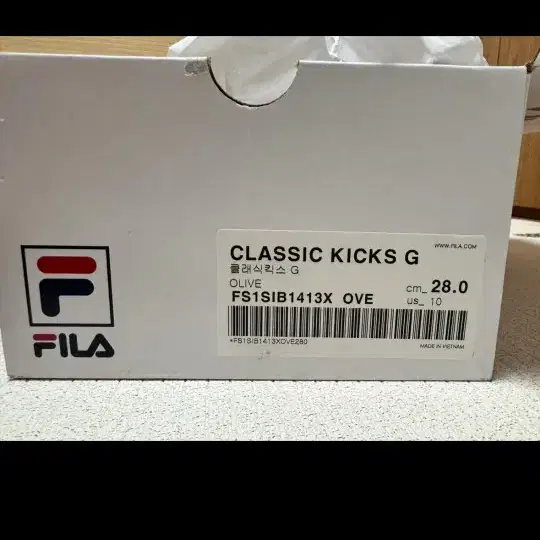 WWW.FILA.COM
CLASSIC KICKS G
클래식킥스 G
OLIVE
FS1SIB1413X OVE
cm_ 28.0
us_ 10
*FS1SIB1413XOVE280
MADE IN VIETNAM
FILA